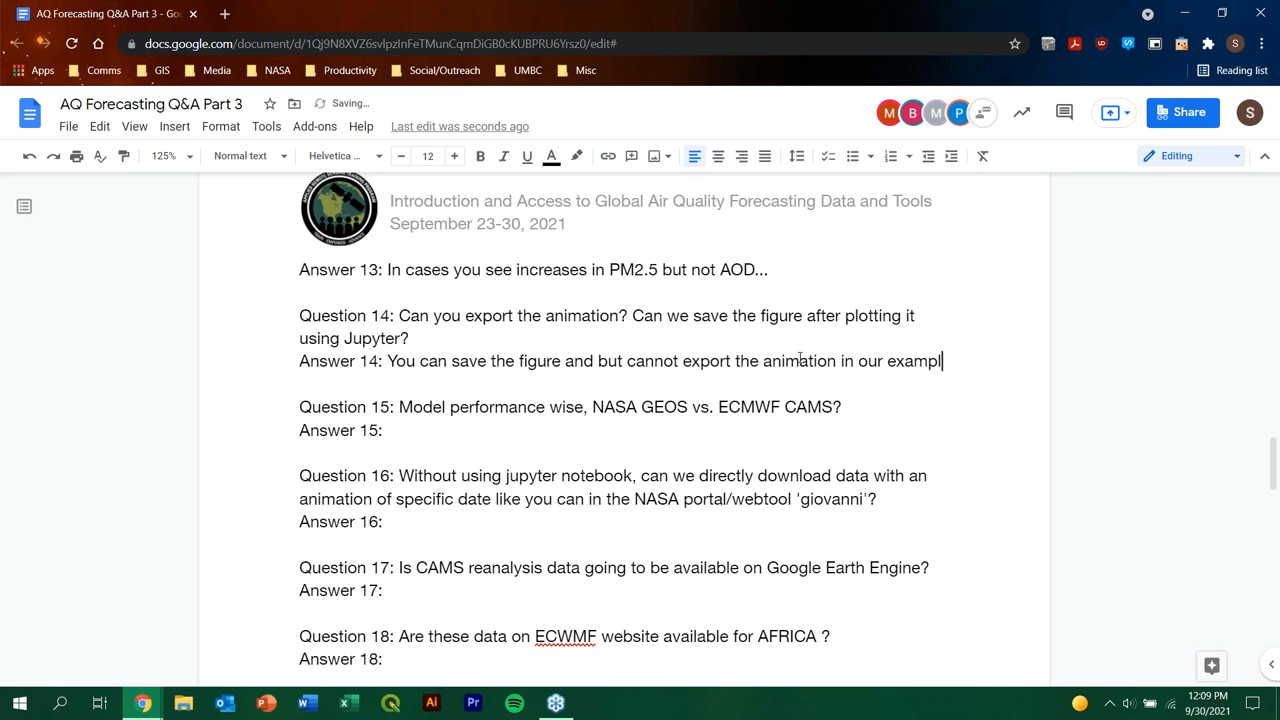 AQ Forecasting Q&A Part 3 - Go
docs.google.com/document/d/1Qj9N8XVZ6svlpzInFeTMunCqmDiGB0cKUBPRU6Yrsz0/edit#
Apps Comms GIS Media NASA Productivity Social/Outreach UMBC Misc Reading list
AQ Forecasting Q&A Part 3 Saving...
File Edit View Insert Format Tools Add-ons Help Last edit was seconds ago
M B M P Share S
125% Normal text Helvetica ... 12 B I U A Editing
Introduction and Access to Global Air Quality Forecasting Data and Tools
September 23-30, 2021
Answer 13: In cases you see increases in PM2.5 but not AOD...
Question 14: Can you export the animation? Can we save the figure after plotting it
using Jupyter?
Answer 14: You can save the figure and but cannot export the animation in our exampl
Question 15: Model performance wise, NASA GEOS vs. ECMWF CAMS?
Answer 15:
Question 16: Without using jupyter notebook, can we directly download data with an
animation of specific date like you can in the NASA portal/webtool 'giovanni'?
Answer 16:
Question 17: Is CAMS reanalysis data going to be available on Google Earth Engine?
Answer 17:
Question 18: Are these data on ECWMF website available for AFRICA ?
Answer 18:
12:09 PM
9/30/2021